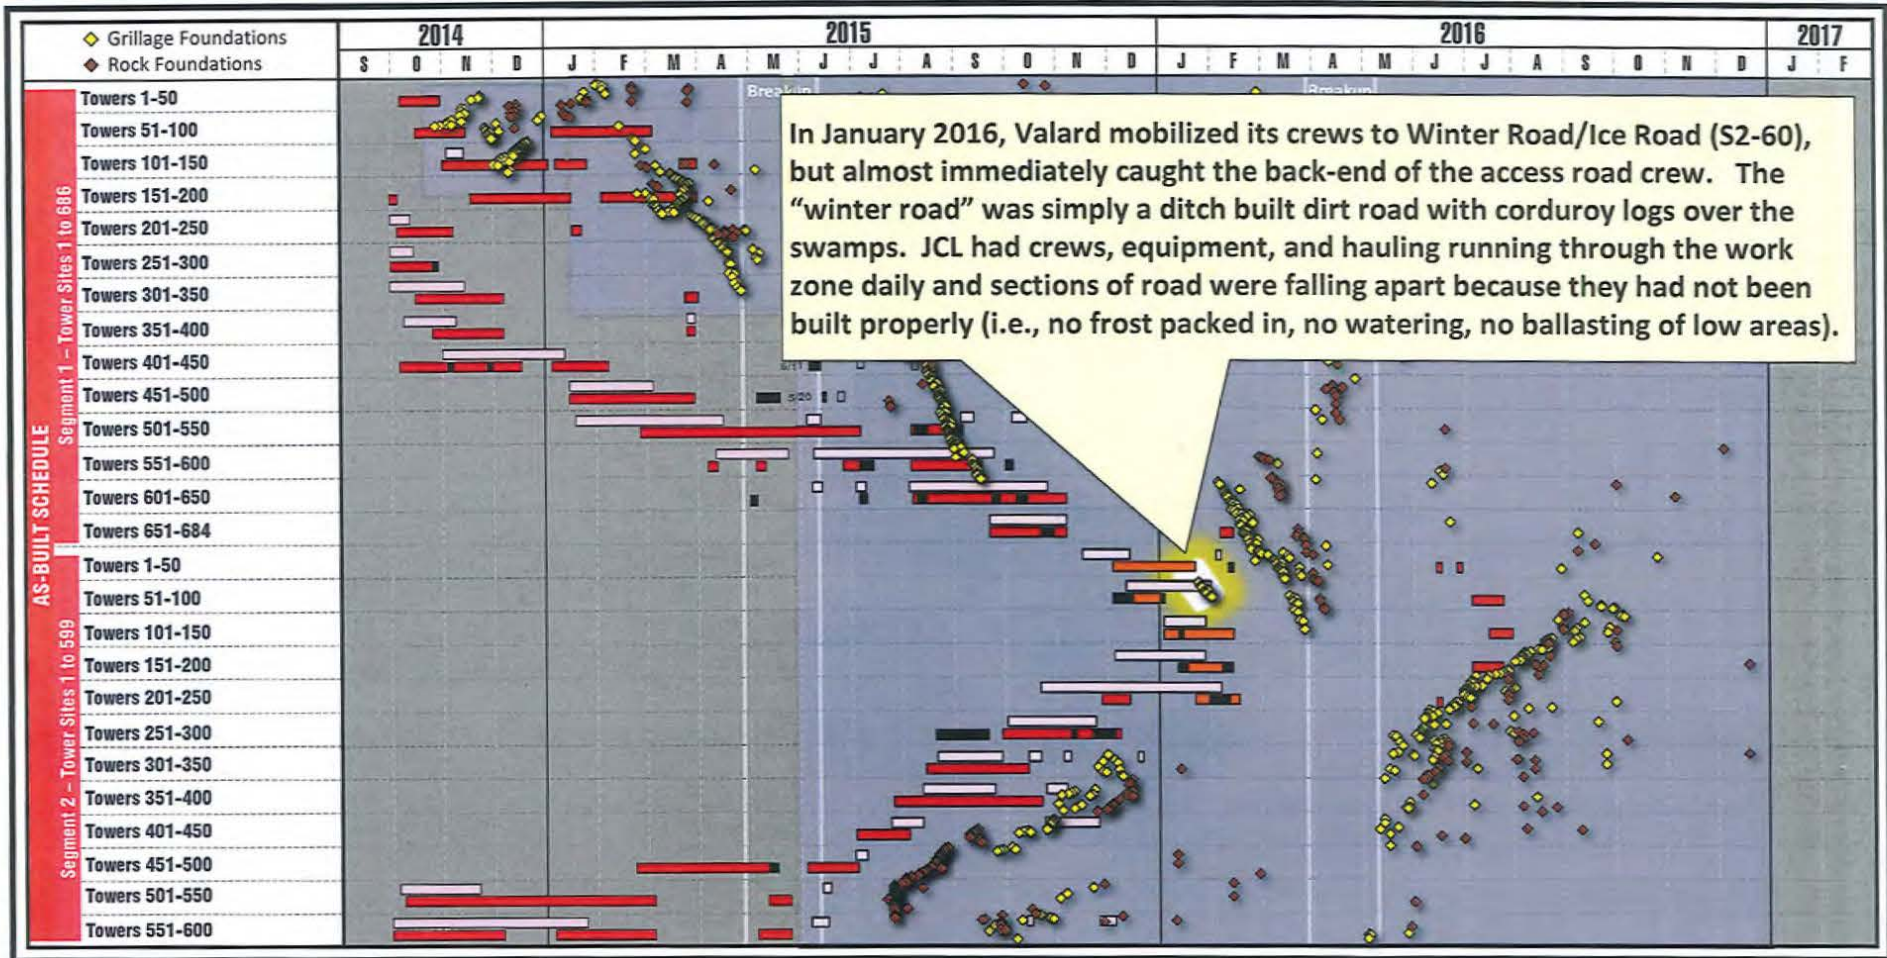 Grillage Foundations
Rock Foundations
2014
2015
2016
2017
S O N D J F M A M J J A S O N D J F M A M J J A S O N D J F
AS-BUILT SCHEDULE
Segment 1 – Tower Sites 1 to 686
Towers 1-50
Towers 51-100
Towers 101-150
Towers 151-200
Towers 201-250
Towers 251-300
Towers 301-350
Towers 351-400
Towers 401-450
Towers 451-500
Towers 501-550
Towers 551-600
Towers 601-650
Towers 651-684
Segment 2 – Tower Sites 1 to 599
Towers 1-50
Towers 51-100
Towers 101-150
Towers 151-200
Towers 201-250
Towers 251-300
Towers 301-350
Towers 351-400
Towers 401-450
Towers 451-500
Towers 501-550
Towers 551-600
Breakup
Breakup
In January 2016, Valard mobilized its crews to Winter Road/Ice Road (S2-60),
but almost immediately caught the back-end of the access road crew. The
“winter road” was simply a ditch built dirt road with corduroy logs over the
swamps. JCL had crews, equipment, and hauling running through the work
zone daily and sections of road were falling apart because they had not been
built properly (i.e., no frost packed in, no watering, no ballasting of low areas).
5/20